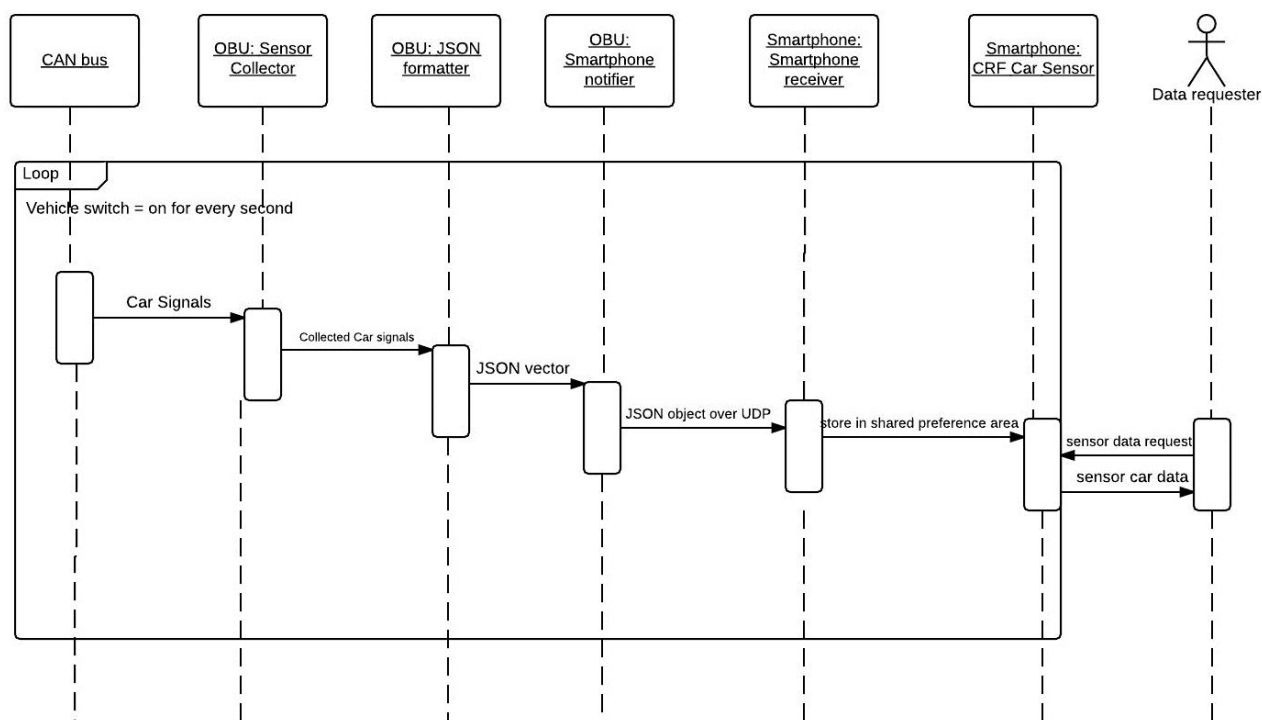 CAN bus
OBU: Sensor
Collector
OBU: JSON
formatter
OBU:
Smartphone
notifier
Smartphone:
Smartphone
receiver
Smartphone:
CRF Car Sensor
Data requester
Loop
Vehicle switch = on for every second
Car Signals
Collected Car signals
JSON vector
JSON object over UDP
store in shared preference area
sensor data request
sensor car data